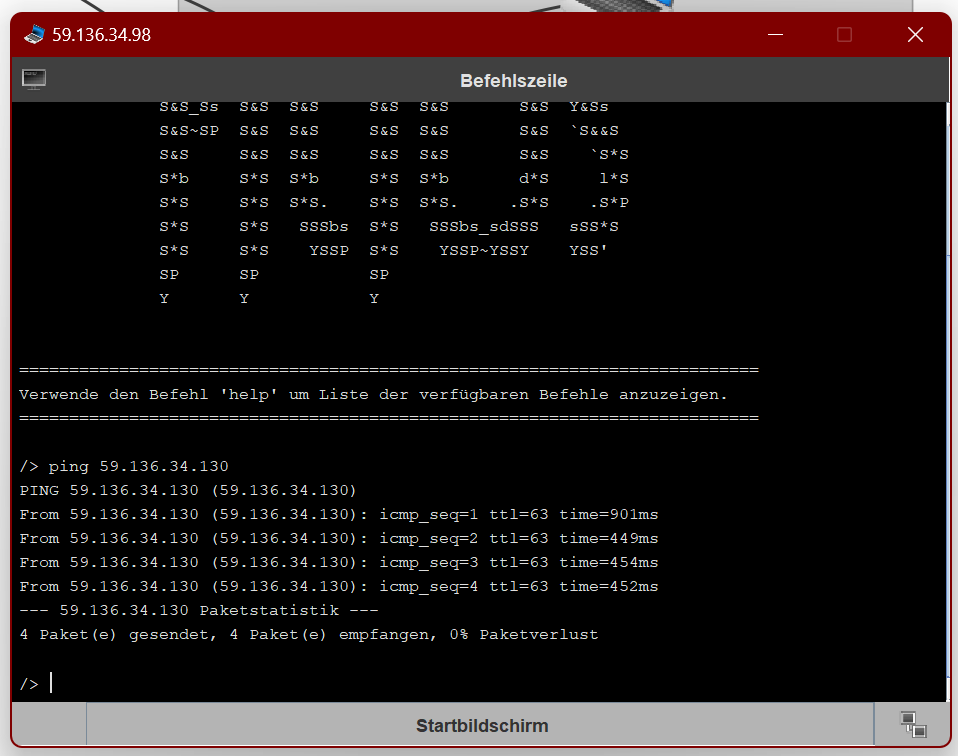 59.136.34.98
Befehlszeile
S&S_Ss  S&S  S&S     S&S  S&S       S&S  Y&Ss
S&S~SP  S&S  S&S     S&S  S&S       S&S  `S&&S
S&S     S&S  S&S     S&S  S&S       S&S    `S*S
S*b     S*S  S*b     S*S  S*b       d*S     l*S
S*S     S*S  S*S.    S*S  S*S.     .S*S    .S*P
S*S     S*S   SSSbs  S*S   SSSbs_sdSSS   sSS*S
S*S     S*S    YSSP  S*S    YSSP~YSSY    YSS'
SP      SP           SP
Y       Y            Y
==========================================================================
Verwende den Befehl 'help' um Liste der verfügbaren Befehle anzuzeigen.
==========================================================================
/> ping 59.136.34.130
PING 59.136.34.130 (59.136.34.130)
From 59.136.34.130 (59.136.34.130): icmp_seq=1 ttl=63 time=901ms
From 59.136.34.130 (59.136.34.130): icmp_seq=2 ttl=63 time=449ms
From 59.136.34.130 (59.136.34.130): icmp_seq=3 ttl=63 time=454ms
From 59.136.34.130 (59.136.34.130): icmp_seq=4 ttl=63 time=452ms
--- 59.136.34.130 Paketstatistik ---
4 Paket(e) gesendet, 4 Paket(e) empfangen, 0% Paketverlust
/>
Startbildschirm